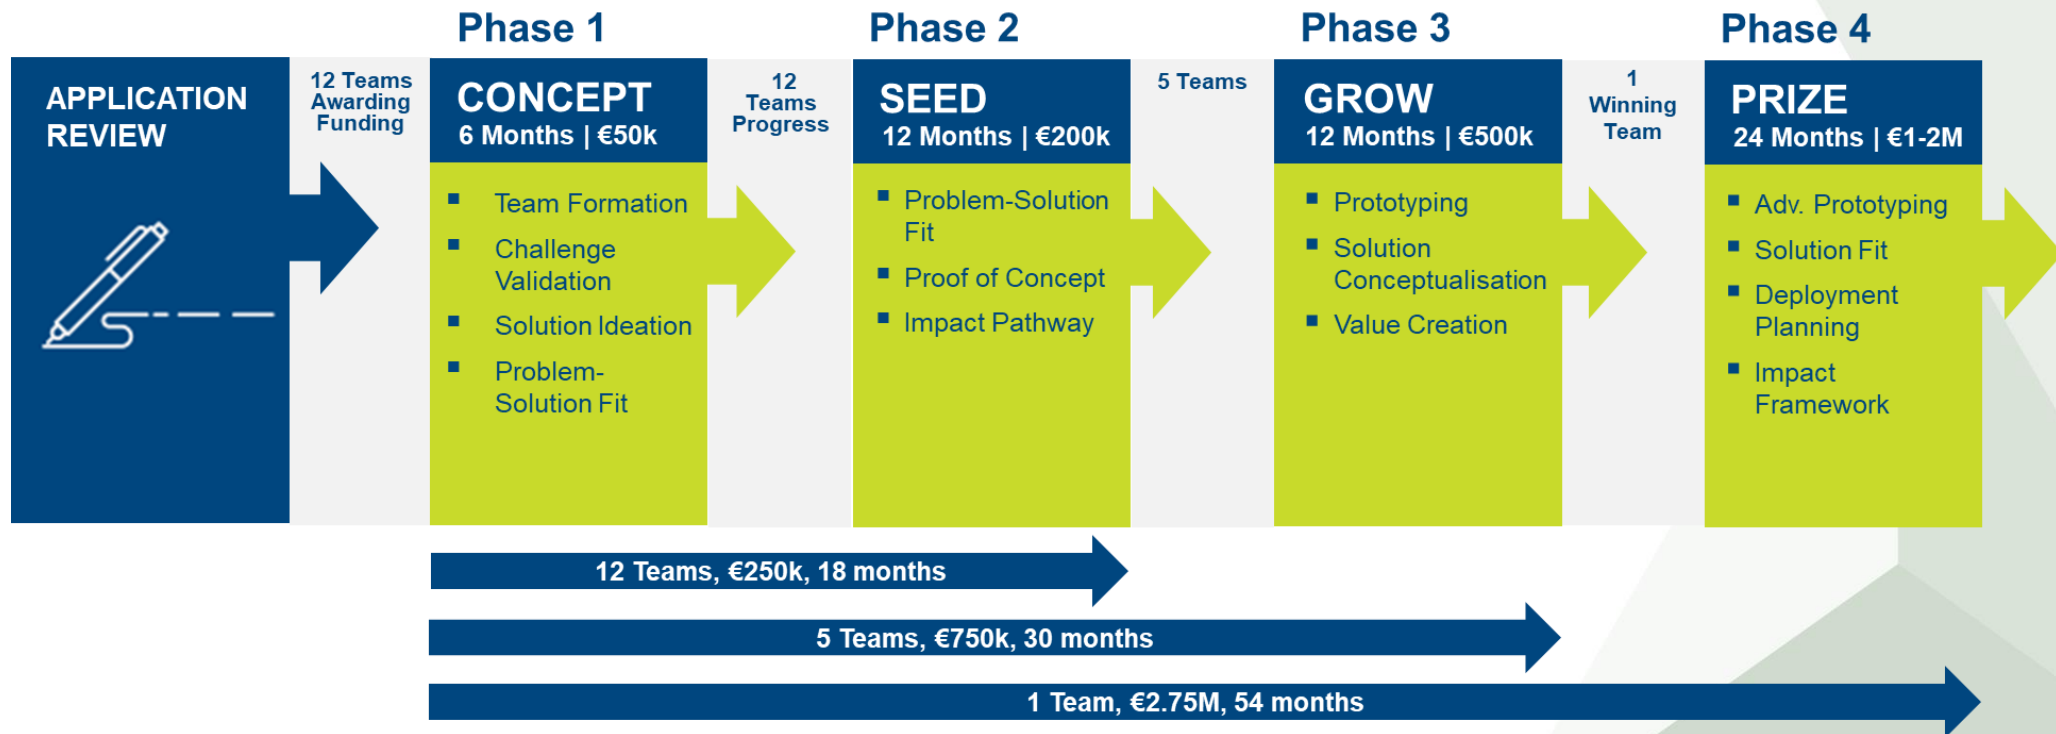 Phase 1
Phase 2
Phase 3
Phase 4
APPLICATION
REVIEW
12 Teams
Awarding
Funding
CONCEPT
6 Months | €50k
▪ Team Formation
▪ Challenge
Validation
▪ Solution Ideation
▪ Problem-
Solution Fit
12
Teams
Progress
SEED
12 Months | €200k
▪ Problem-Solution
Fit
▪ Proof of Concept
▪ Impact Pathway
5 Teams
GROW
12 Months | €500k
▪ Prototyping
▪ Solution
Conceptualisation
▪ Value Creation
1
Winning
Team
PRIZE
24 Months | €1-2M
▪ Adv. Prototyping
▪ Solution Fit
▪ Deployment
Planning
▪ Impact
Framework
12 Teams, €250k, 18 months
5 Teams, €750k, 30 months
1 Team, €2.75M, 54 months